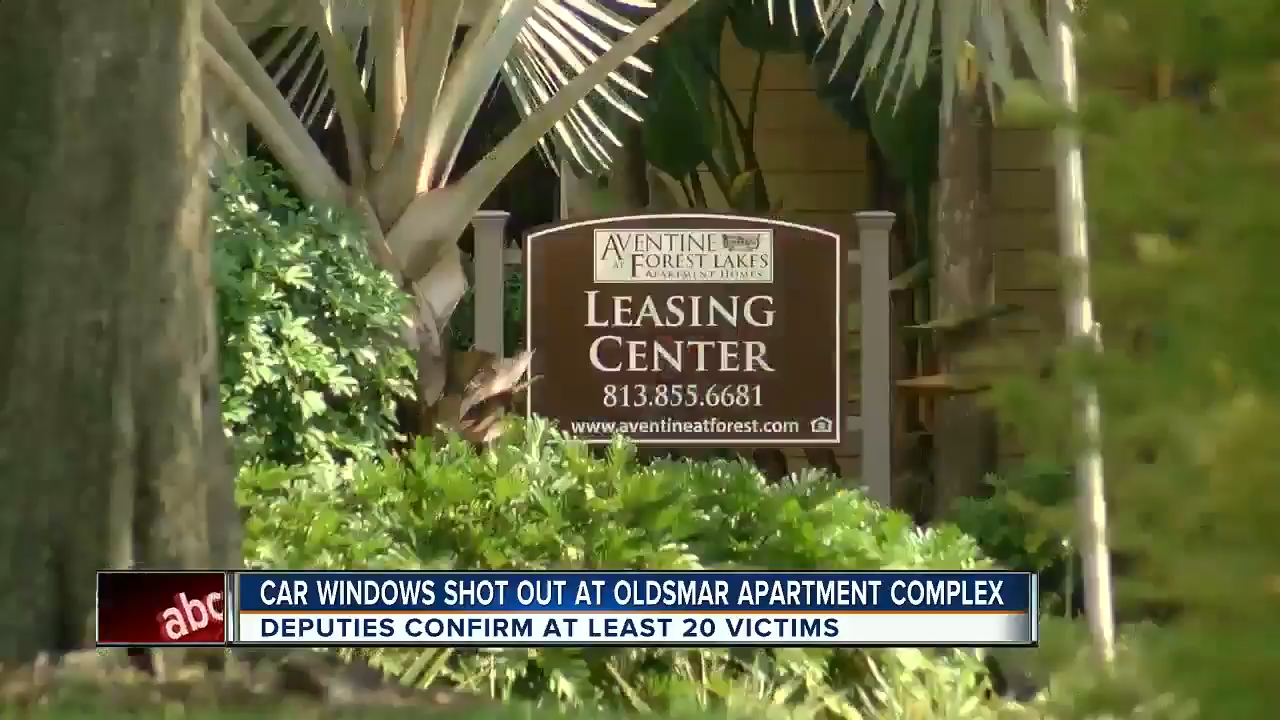 AVENTINE
AT FOREST LAKES
APARTMENT HOMES
LEASING
CENTER
813.855.6681
www.aventineatforest.com
abc
CAR WINDOWS SHOT OUT AT OLDSMAR APARTMENT COMPLEX
DEPUTIES CONFIRM AT LEAST 20 VICTIMS